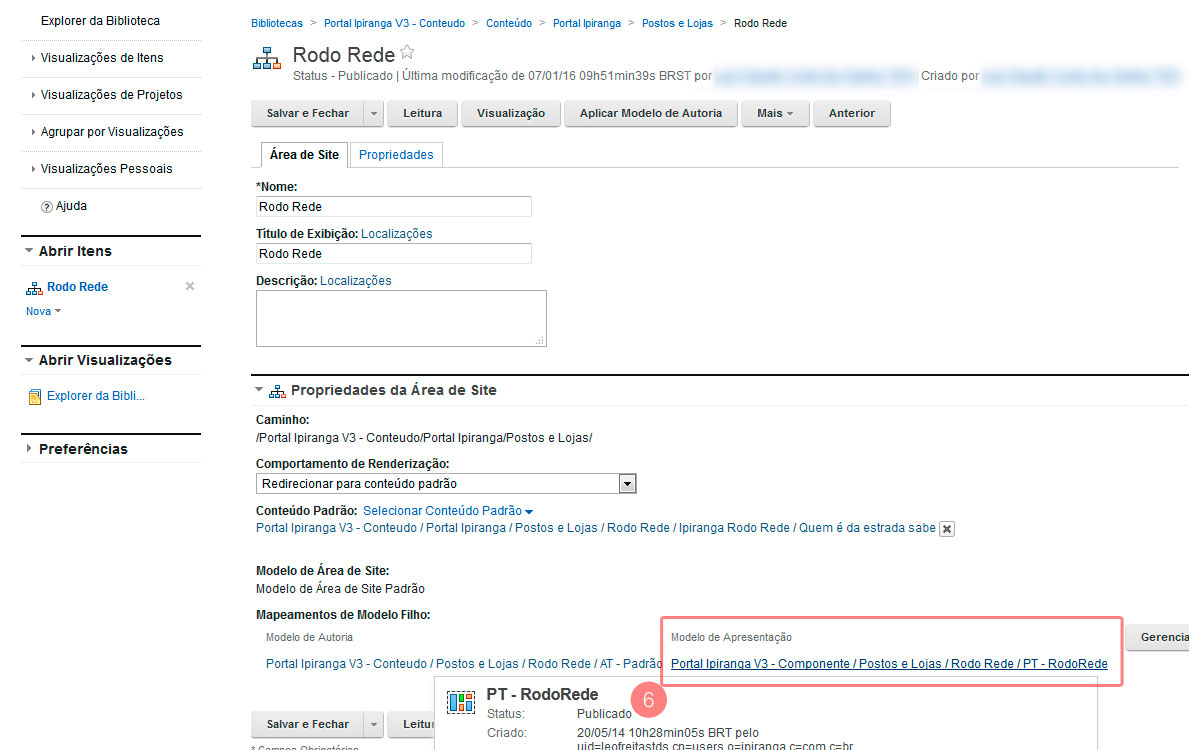 Explorer da Biblioteca
Visualizações de Itens
Visualizações de Projetos
Agrupar por Visualizações
Visualizações Pessoais
Ajuda
Abrir Itens
Rodo Rede
Nova
Abrir Visualizações
Explorer da Bibli...
Preferências
Bibliotecas > Portal Ipiranga V3 - Conteudo > Conteúdo > Portal Ipiranga > Postos e Lojas > Rodo Rede
Rodo Rede
Status - Publicado | Última modificação de 07/01/16 09h51min39s BRST por Criado por
Salvar e Fechar Leitura Visualização Aplicar Modelo de Autoria Mais Anterior
Área de Site Propriedades
*Nome:
Rodo Rede
Título de Exibição: Localizações
Rodo Rede
Descrição: Localizações
Propriedades da Área de Site
Caminho:
/Portal Ipiranga V3 - Conteudo/Portal Ipiranga/Postos e Lojas/
Comportamento de Renderização:
Redirecionar para conteúdo padrão
Conteúdo Padrão: Selecionar Conteúdo Padrão
Portal Ipiranga V3 - Conteudo / Portal Ipiranga / Postos e Lojas / Rodo Rede / Ipiranga Rodo Rede / Quem é da estrada sabe
Modelo de Área de Site:
Modelo de Área de Site Padrão
Mapeamentos de Modelo Filho:
Modelo de Autoria Modelo de Apresentação Gerencia
Portal Ipiranga V3 - Conteudo / Postos e Lojas / Rodo Rede / AT - Padrão Portal Ipiranga V3 - Componente / Postos e Lojas / Rodo Rede / PT - RodoRede
PT - RodoRede 6
Status: Publicado
Salvar e Fechar Leitu
Criado: 20/05/14 10h28min05s BRT pelo
uid=leofreitastds,cn=users,o=ipiranga,c=com,c=br
* Campos Obrigatórios